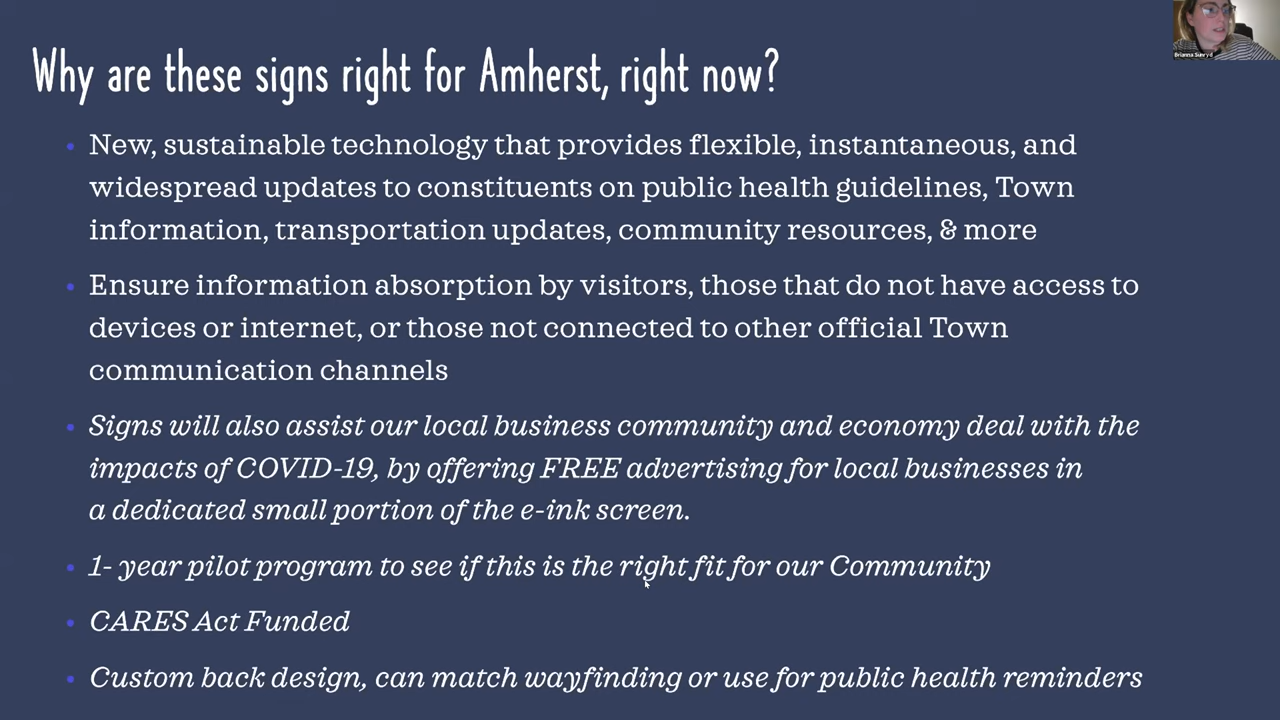 Why are these signs right for Amherst, right now?
• New, sustainable technology that provides flexible, instantaneous, and
widespread updates to constituents on public health guidelines, Town
information, transportation updates, community resources, & more
• Ensure information absorption by visitors, those that do not have access to
devices or internet, or those not connected to other official Town
communication channels
• Signs will also assist our local business community and economy deal with the
impacts of COVID-19, by offering FREE advertising for local businesses in
a dedicated small portion of the e-ink screen.
• 1- year pilot program to see if this is the right fit for our Community
• CARES Act Funded
• Custom back design, can match wayfinding or use for public health reminders
Brianna Sunryd